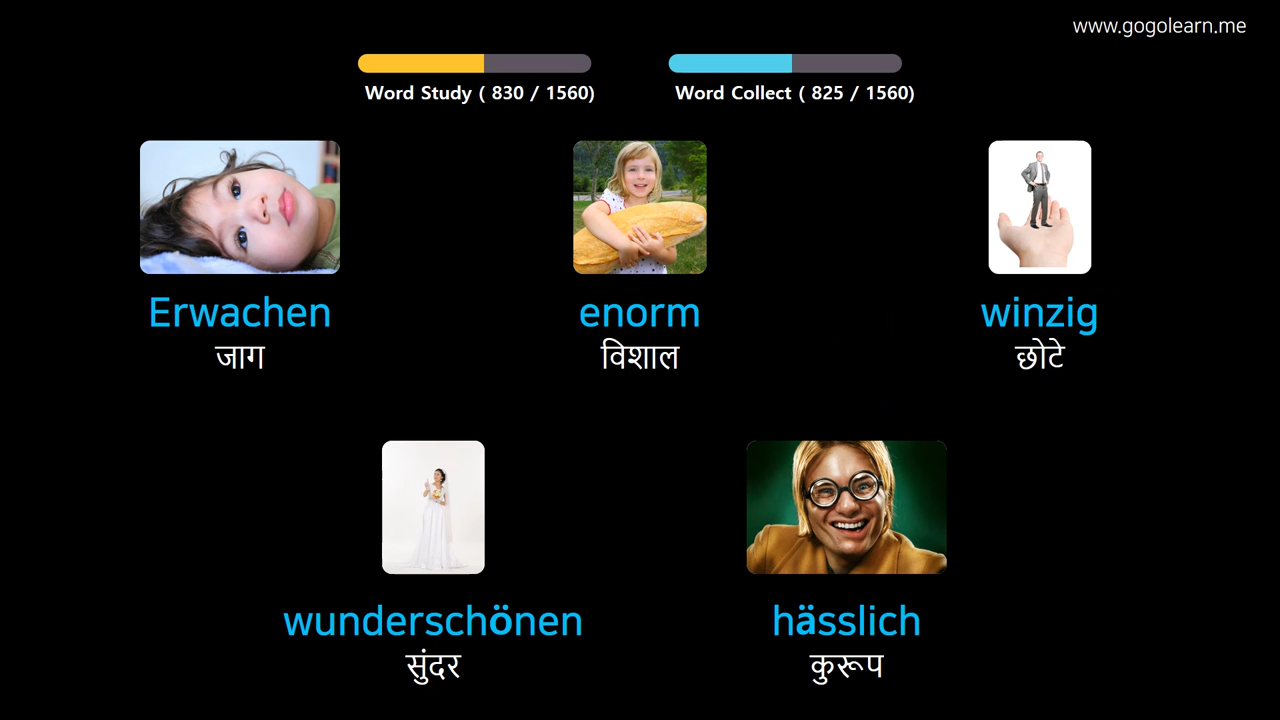 www.gogolearn.me
Word Study ( 830 / 1560)
Word Collect ( 825 / 1560)
Erwachen
जाग
enorm
विशाल
winzig
छोटे
wunderschönen
सुंदर
hässlich
कुरूप